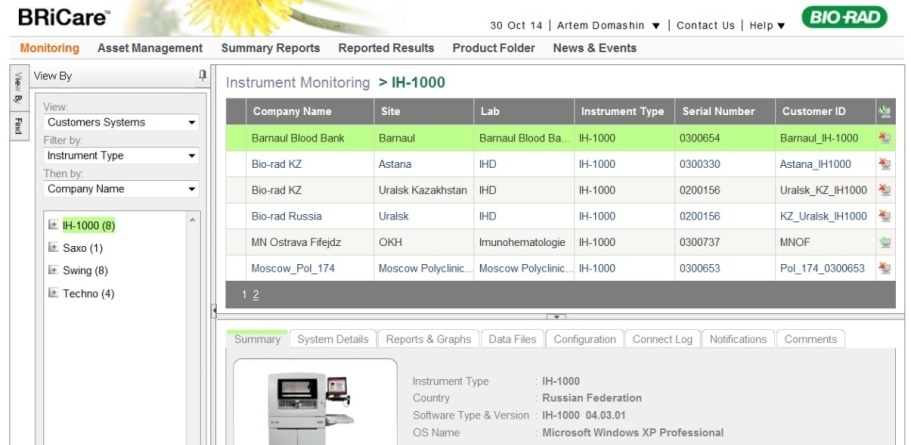 BRiCare™
30 Oct 14 | Artem Domashin ▼ | Contact Us | Help ▼
BIO-RAD
Monitoring Asset Management Summary Reports Reported Results Product Folder News & Events
View By
Find
View By
View:
Customers Systems
Filter by:
Instrument Type
Then by:
Company Name
IH-1000 (8)
Saxo (1)
Swing (8)
Techno (4)
Instrument Monitoring > IH-1000
Company Name Site Lab Instrument Type Serial Number Customer ID
Barnaul Blood Bank Barnaul Barnaul Blood Ba... IH-1000 0300654 Barnaul_IH-1000
Bio-rad KZ Astana IHD IH-1000 0300330 Astana_IH1000
Bio-rad KZ Uralsk Kazakhstan IHD IH-1000 0200156 Uralsk_KZ_IH1000
Bio-rad Russia Uralsk IHD IH-1000 0200156 KZ_Uralsk_IH1000
MN Ostrava Fifejdz OKH Imunohematologie IH-1000 0300737 MNOF
Moscow_Pol_174 Moscow Polyclinic... Moscow Polyclinic... IH-1000 0300653 Pol_174_0300653
1 2
Summary System Details Reports & Graphs Data Files Configuration Connect Log Notifications Comments
Instrument Type : IH-1000
Country : Russian Federation
Software Type & Version : IH-1000 04.03.01
OS Name : Microsoft Windows XP Professional